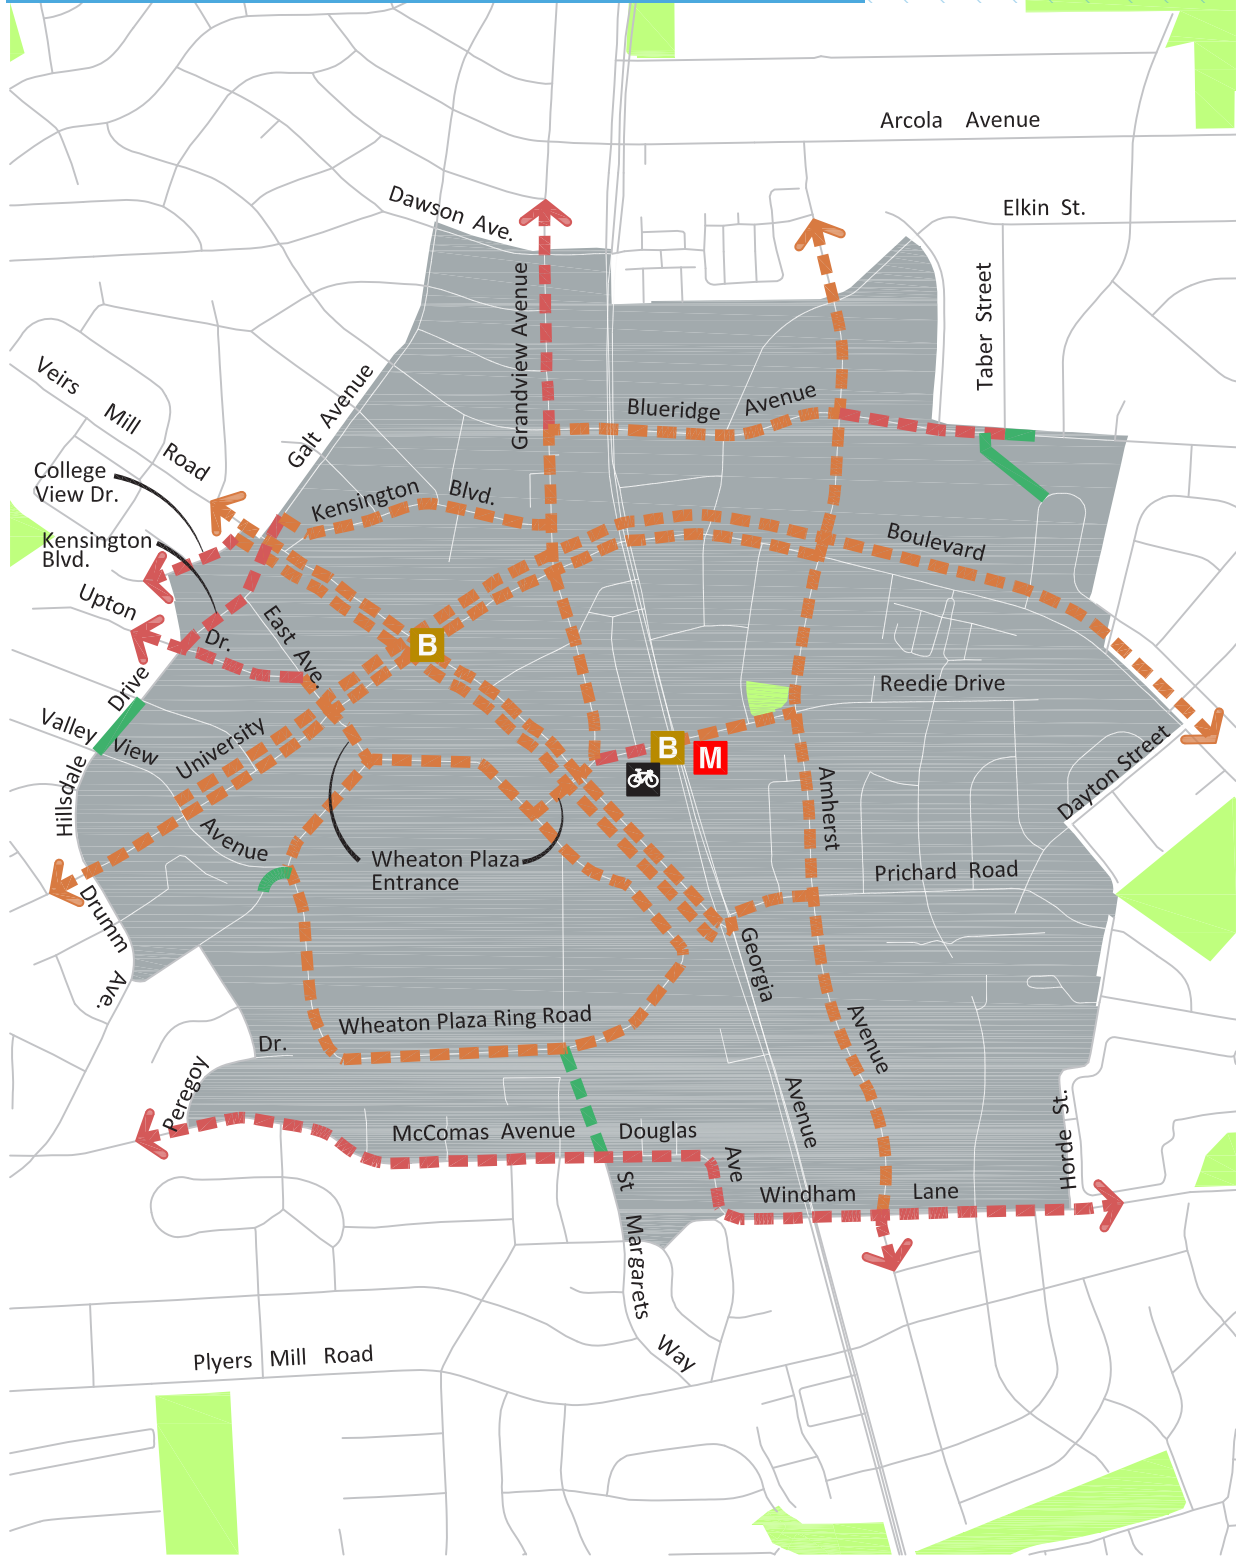 Arcola Avenue
Dawson Ave.
Elkin St.
Grandview Avenue
Taber Street
Veirs Mill Road
Galt Avenue
Blueridge Avenue
College
View Dr.
Kensington Blvd.
Kensington
Blvd.
Boulevard
Upton Dr.
East Ave.
Drive
Hillsdale
B
Reedie Drive
Valley View
Avenue
University
B
M
Dayton Street
Amherst
Avenue
Wheaton Plaza
Entrance
Prichard Road
Drumm Ave.
Georgia
Avenue
Wheaton Plaza Ring Road
Dr.
Peregoy
McComas Avenue
Douglas
Ave
Horde St.
Windham Lane
St Margarets Way
Plyers Mill Road